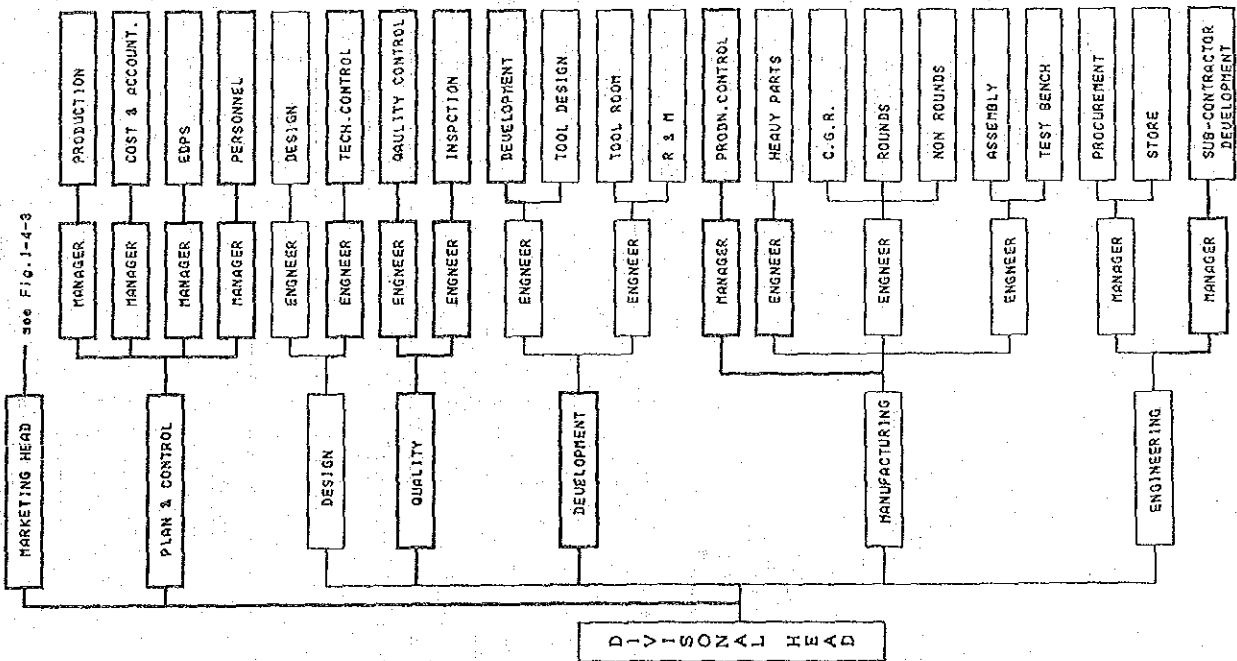 DIVISONAL HEAD
MARKETING HEAD
see Fig.1-4-3
PLAN & CONTROL
MANAGER
PRODUCTION
MANAGER
COST & ACCOUNT.
MANAGER
EDPS
MANAGER
PERSONNEL
DESIGN
ENGNEER
DESIGN
ENGNEER
TECH.CONTROL
QUALITY
ENGNEER
QAULITY CONTROL
ENGNEER
INSPCTION
DEVELOPMENT
ENGNEER
DEVELOPMENT
TOOL DESIGN
ENGNEER
TOOL ROOM
R & M
MANUFACTURING
MANAGER
PRODN.CONTROL
ENGNEER
HEAVY PARTS
ENGNEER
C.G.R.
ROUNDS
NON ROUNDS
ENGNEER
ASSEMBLY
TEST BENCH
ENGINEERING
MANAGER
PROCUREMENT
STORE
MANAGER
SUB-CONTRACTOR
DEVELOPMENT